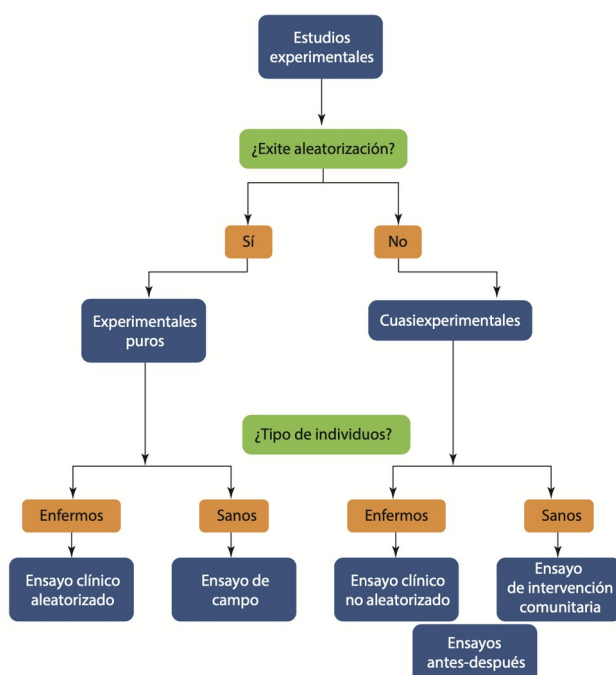 Estudios
experimentales
¿Exite aleatorización?
Sí
No
Experimentales
puros
Cuasiexperimentales
¿Tipo de individuos?
Enfermos
Sanos
Enfermos
Sanos
Ensayo clínico
aleatorizado
Ensayo de
campo
Ensayo clínico
no aleatorizado
Ensayo
de intervención
comunitaria
Ensayos
antes-después